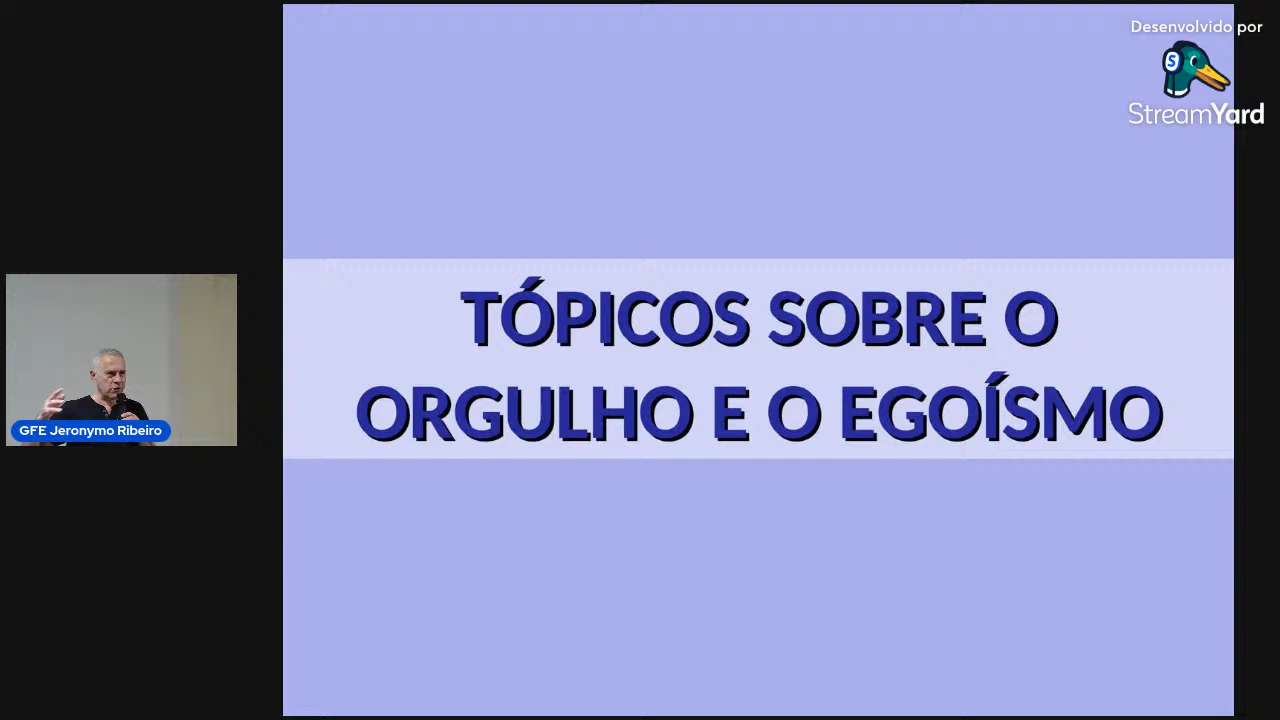 Desenvolvido por
S
StreamYard
TÓPICOS SOBRE O
ORGULHO E O EGOÍSMO
GFE Jeronymo Ribeiro